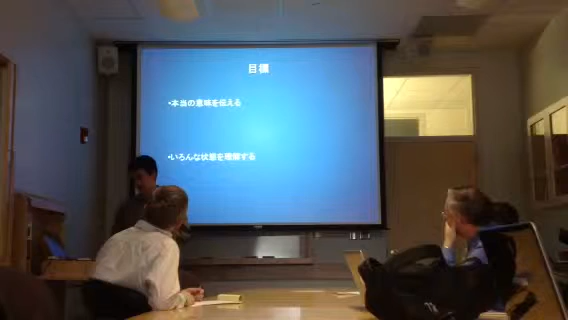 目標
•本当の意味を伝える
•いろんな状態を理解する